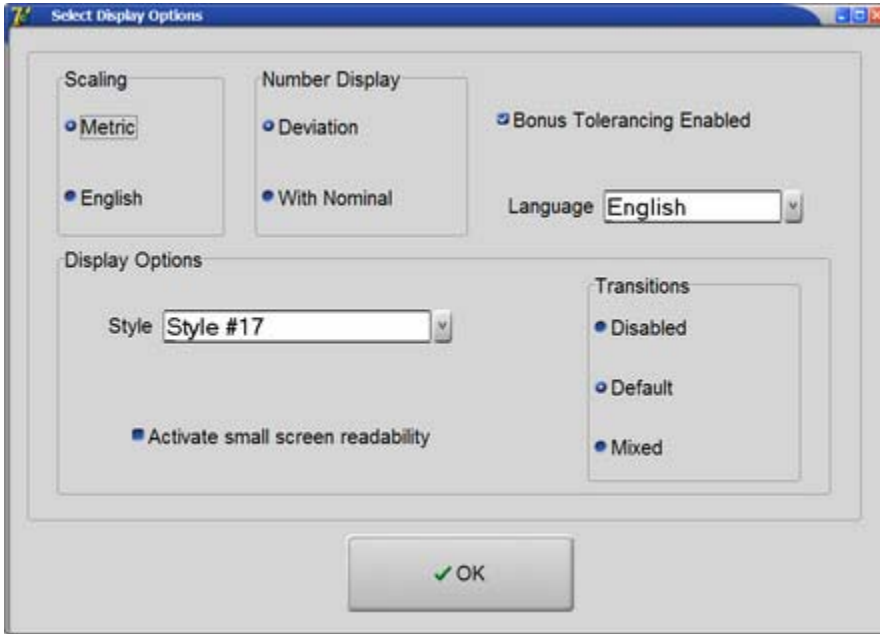 Select Display Options
Scaling
Metric
English
Number Display
Deviation
With Nominal
Bonus Tolerancing Enabled
Language English
Display Options
Style Style #17
Activate small screen readability
Transitions
Disabled
Default
Mixed
OK